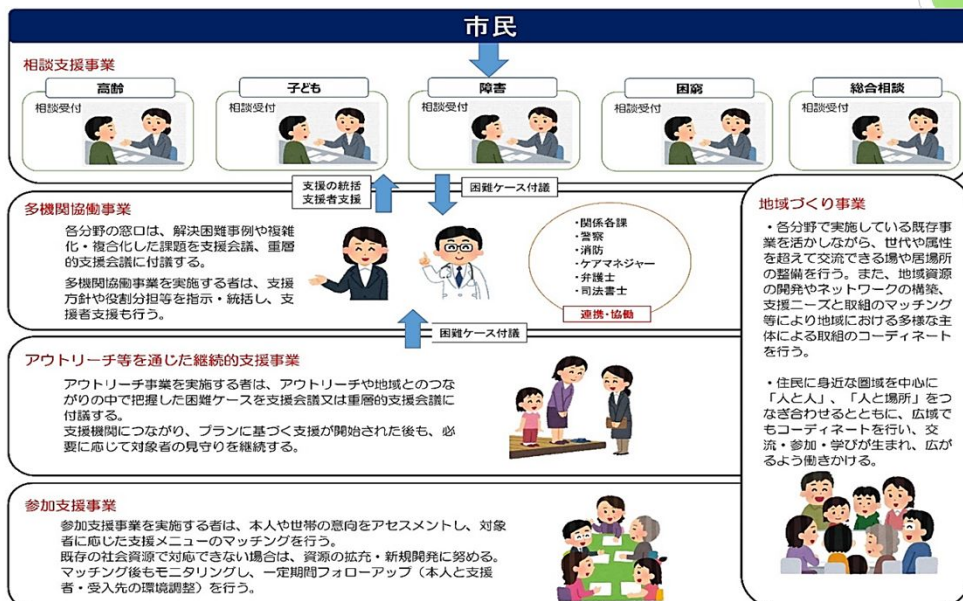 市民
相談支援事業
高齢
相談受付
子ども
相談受付
障害
相談受付
困窮
相談受付
総合相談
相談受付
支援の統括
支援者支援
困難ケース付議
多機関協働事業
各分野の窓口は、解決困難事例や複雑
化・複合化した課題を支援会議、重層
的支援会議に付議する。
多機関協働事業を実施する者は、支援
方針や役割分担等を指示・統括し、支
援者支援も行う。
・関係各課
・警察
・消防
・ケアマネジャー
・弁護士
・司法書士
連携・協働
困難ケース付議
アウトリーチ等を通じた継続的支援事業
アウトリーチ事業を実施する者は、アウトリーチや地域とのつな
がりの中で把握した困難ケースを支援会議又は重層的支援会議に
付議する。
支援機関につながり、プランに基づく支援が開始された後も、必
要に応じて対象者の見守りを継続する。
参加支援事業
参加支援事業を実施する者は、本人や世帯の意向をアセスメントし、対象
者に応じた支援メニューのマッチングを行う。
既存の社会資源で対応できない場合は、資源の拡充・新規開発に努める。
マッチング後もモニタリングし、一定期間フォローアップ（本人と支援
者・受入先の環境調整）を行う。
地域づくり事業
・各分野で実施している既存事
業を活かしながら、世代や属性
を超えて交流できる場や居場所
の整備を行う。また、地域資源
の開発やネットワークの構築、
支援ニーズと取組のマッチング
等により地域における多様な主
体による取組のコーディネート
を行う。
・住民に身近な圏域を中心に
「人と人」、「人と場所」をつ
なぎ合わせるとともに、広域で
もコーディネートを行い、交
流・参加・学びが生まれ、広が
るよう働きかける。